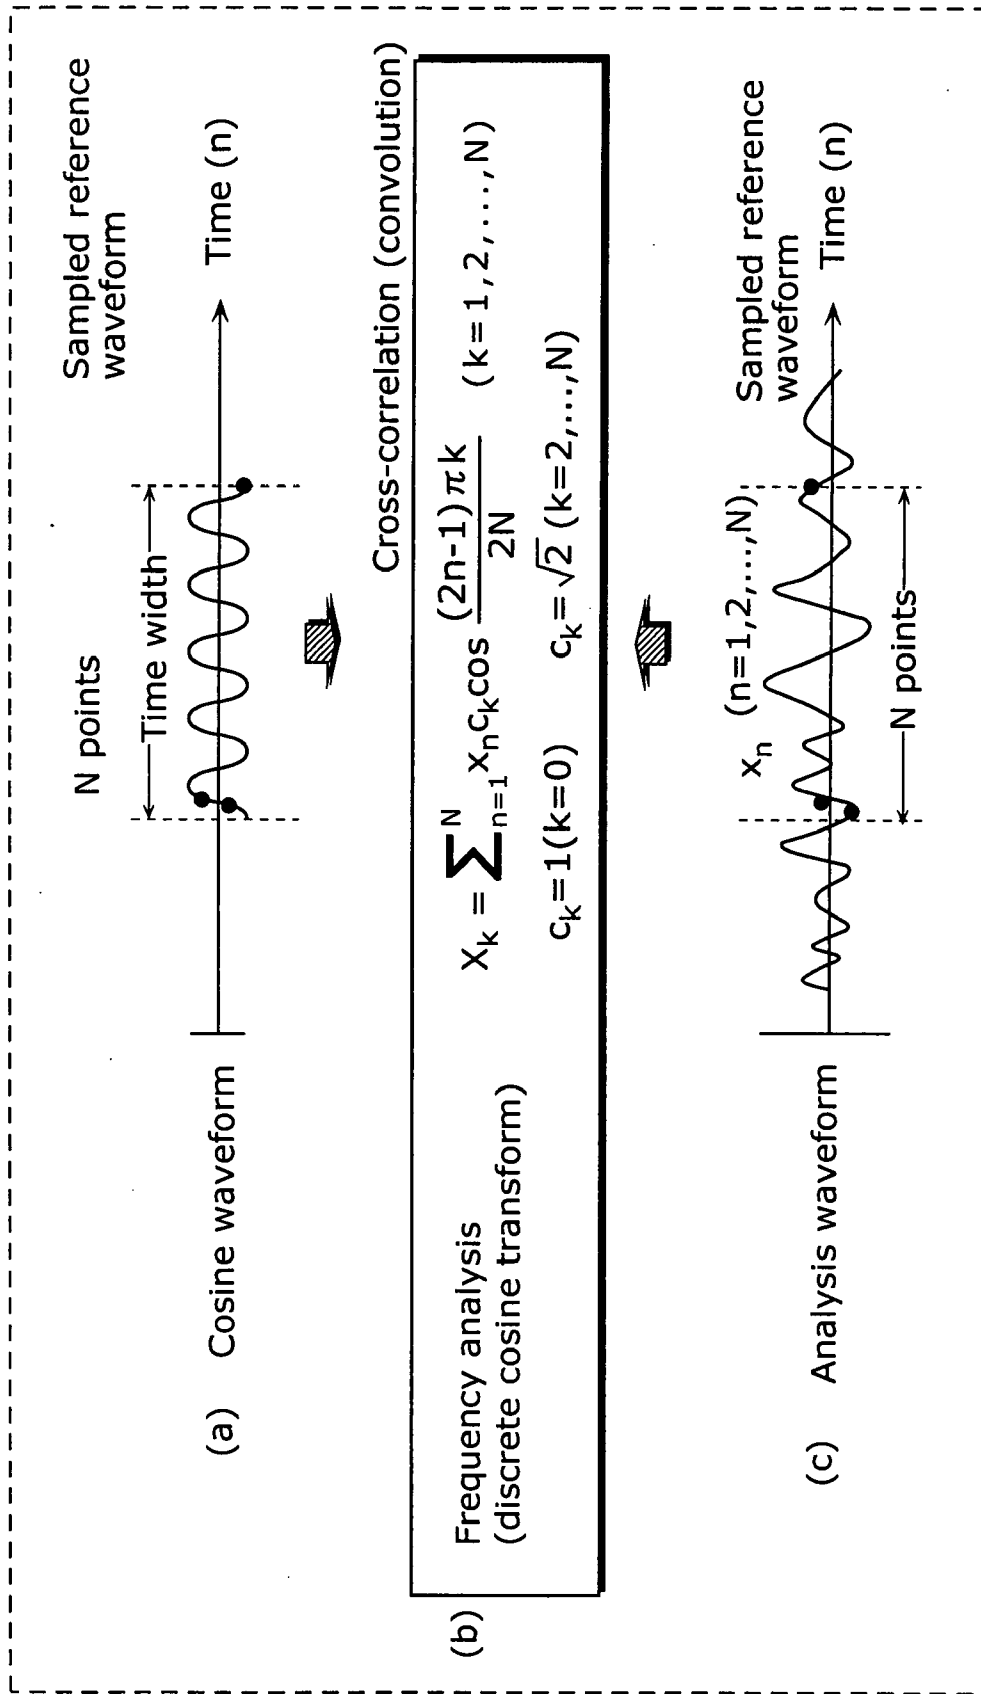 Sampled reference
waveform
N points
Time width
(a) Cosine waveform
Time (n)
Cross-correlation (convolution)
(b)
Frequency analysis
(discrete cosine transform)
X_k = \sum_{n=1}^{N} x_n c_k cos \frac{(2n-1)πk}{2N} (k=1,2,....,N)
c_k=1(k=0) c_k=√2 (k=2,...,N)
Sampled reference
waveform
x_n (n=1,2,...,N)
(c) Analysis waveform
Time (n)
N points